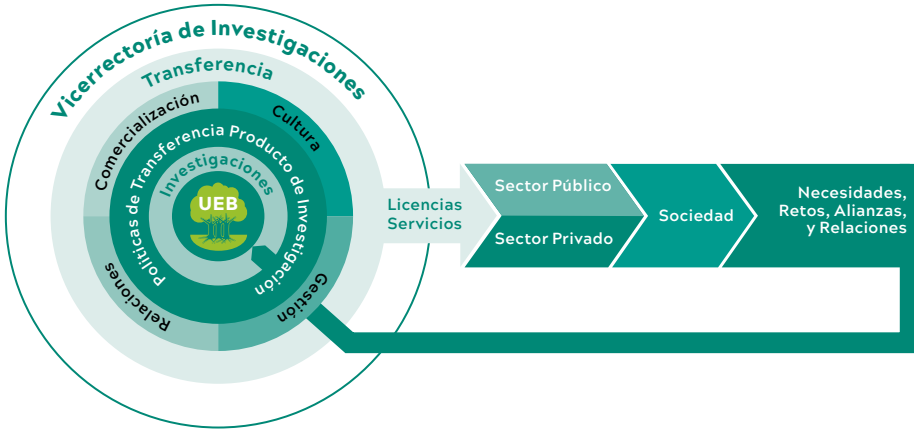 Vicerrectoría de Investigaciones
Transferencia
Comercialización
Cultura
Políticas de Transferencia Producto de Investigación
Investigaciones
UEB
Relaciones
Gestión
Licencias
Servicios
Sector Público
Sector Privado
Sociedad
Necesidades,
Retos, Alianzas,
y Relaciones